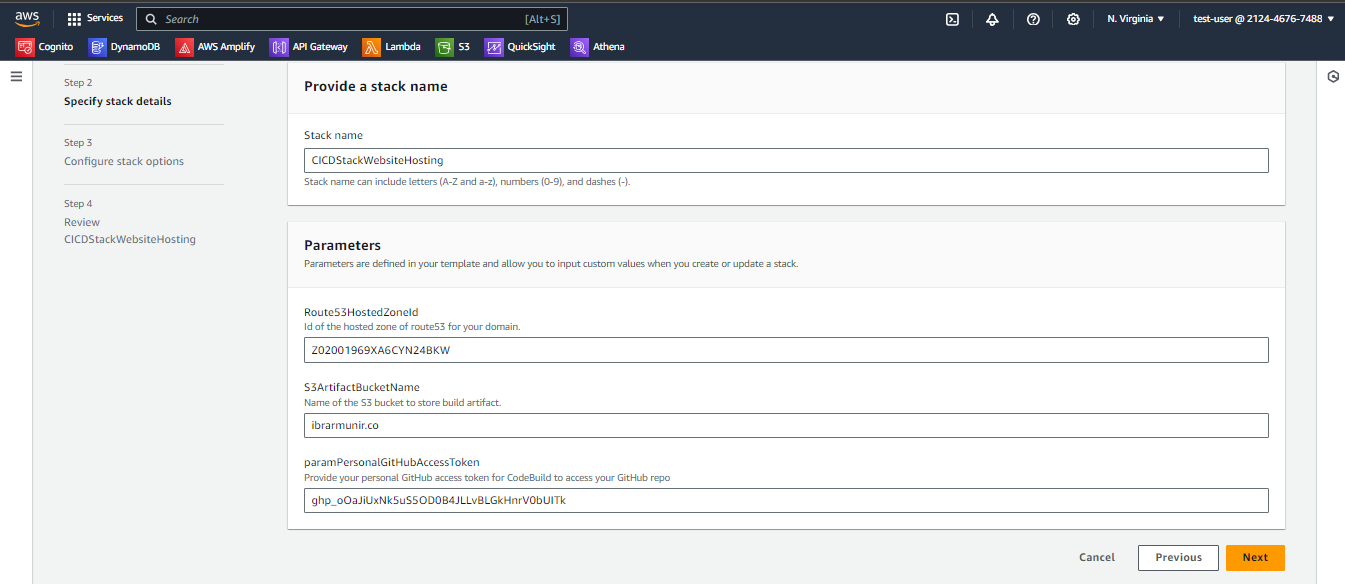 aws
Services
Search [Alt+S]
N. Virginia ▼
test-user @ 2124-4676-7488 ▼
Cognito
DynamoDB
AWS Amplify
API Gateway
Lambda
S3
QuickSight
Athena
Step 2
Specify stack details
Step 3
Configure stack options
Step 4
Review
CICDStackWebsiteHosting
Provide a stack name
Stack name
CICDStackWebsiteHosting
Stack name can include letters (A-Z and a-z), numbers (0-9), and dashes (-).
Parameters
Parameters are defined in your template and allow you to input custom values when you create or update a stack.
Route53HostedZoneId
Id of the hosted zone of route53 for your domain.
Z02001969XA6CYN24BKW
S3ArtifactBucketName
Name of the S3 bucket to store build artifact.
ibrarmunir.co
paramPersonalGitHubAccessToken
Provide your personal GitHub access token for CodeBuild to access your GitHub repo
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
Cancel
Previous
Next